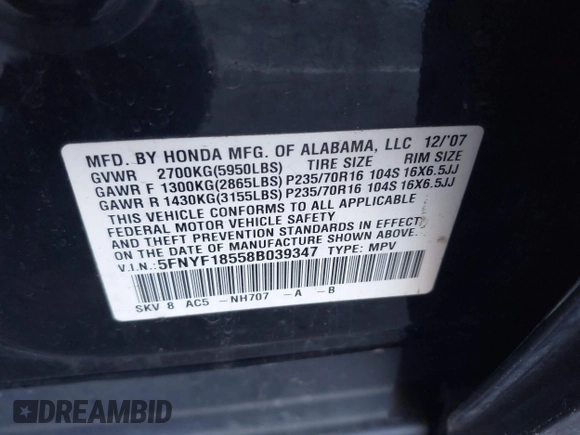 MFD. BY HONDA MFG. OF ALABAMA, LLC 12/'07
GVWR 2700KG(5950LBS) TIRE SIZE RIM SIZE
GAWR F 1300KG(2865LBS) P235/70R16 104S 16X6.5JJ
GAWR R 1430KG(3155LBS) P235/70R16 104S 16X6.5JJ
THIS VEHICLE CONFORMS TO ALL APPLICABLE
FEDERAL MOTOR VEHICLE SAFETY
AND THEFT PREVENTION STANDARDS IN EFFECT
ON THE DATE OF MANUFACTURE SHOWN ABOVE.
V.I.N.: 5FNYF18558B039347 TYPE: MPV
SKV 8 AC5 -NH707 -A -B
DREAMBID